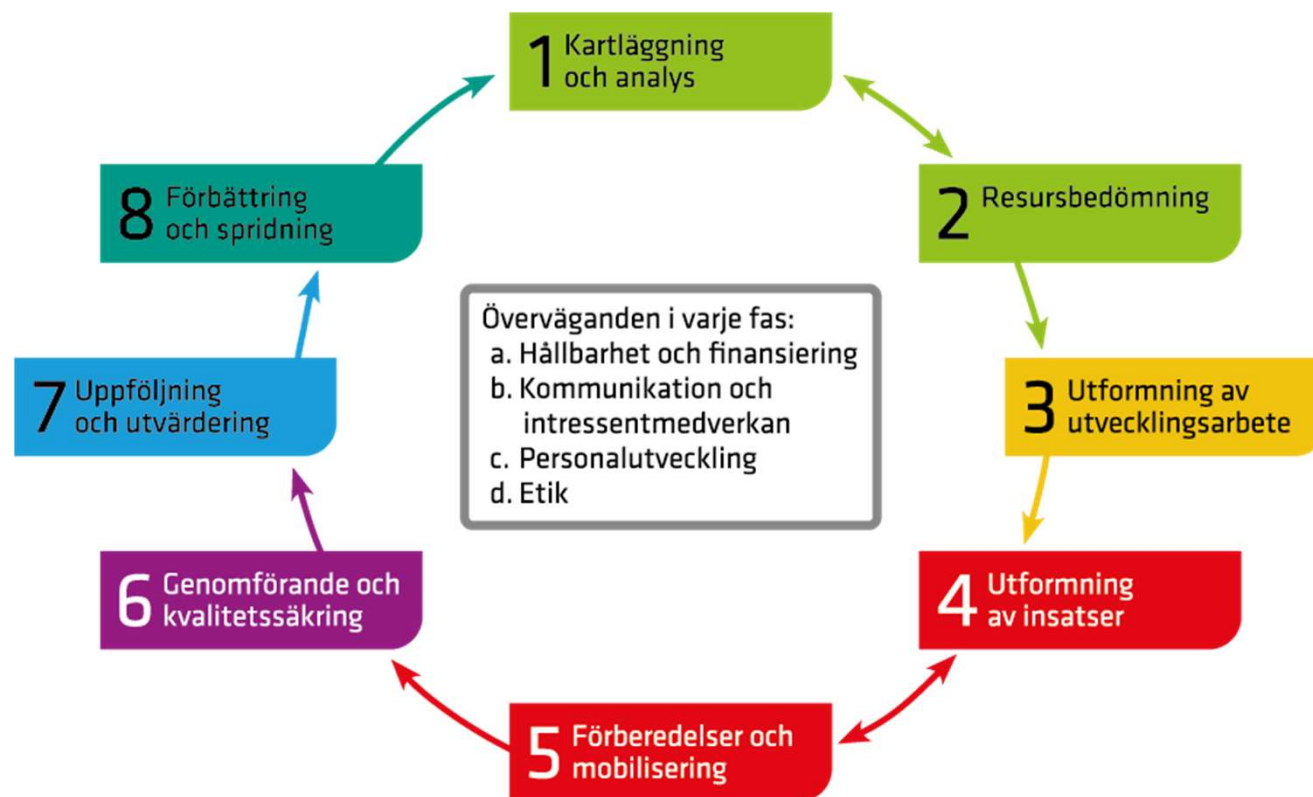 1 Kartläggning
och analys
2 Resursbedömning
3 Utformning av
utvecklingsarbete
4 Utformning
av insatser
5 Förberedelser och
mobilisering
6 Genomförande och
kvalitetssäkring
7 Uppföljning
och utvärdering
8 Förbättring
och spridning
Överväganden i varje fas:
a. Hållbarhet och finansiering
b. Kommunikation och
intressentmedverkan
c. Personalutveckling
d. Etik